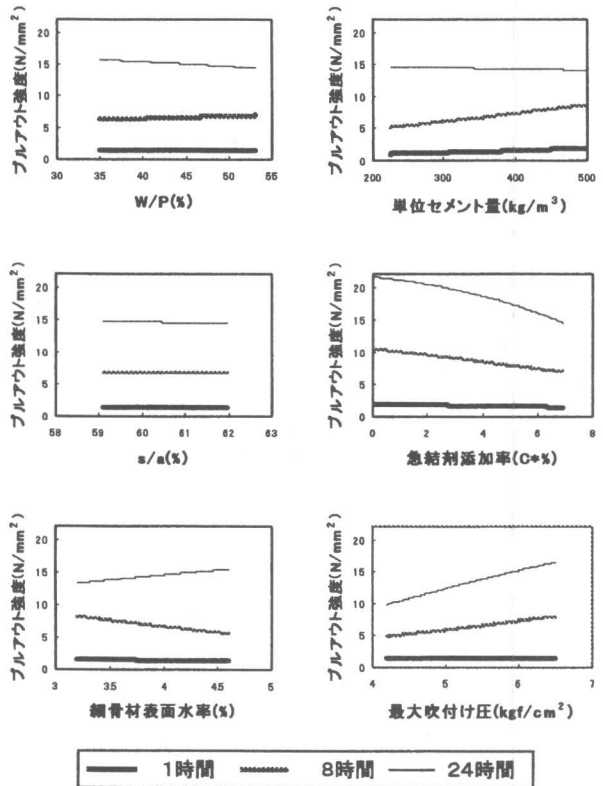 プルアウト強度(N/mm²)
20
15
10
5
0
30 35 40 45 50 55
W/P(%)
プルアウト強度(N/mm²)
20
15
10
5
0
200 300 400 500
単位セメント量(kg/m³)
プルアウト強度(N/mm²)
20
15
10
5
0
58 59 60 61 62 63
s/a(%)
プルアウト強度(N/mm²)
20
15
10
5
0
0 2 4 6 8
急結剤添加率(C*%)
プルアウト強度(N/mm²)
20
15
10
5
0
3 3.5 4 4.5 5
細骨材表面水率(%)
プルアウト強度(N/mm²)
20
15
10
5
0
4 5 6 7
最大吹付け圧(kgf/cm²)
1時間 8時間 24時間